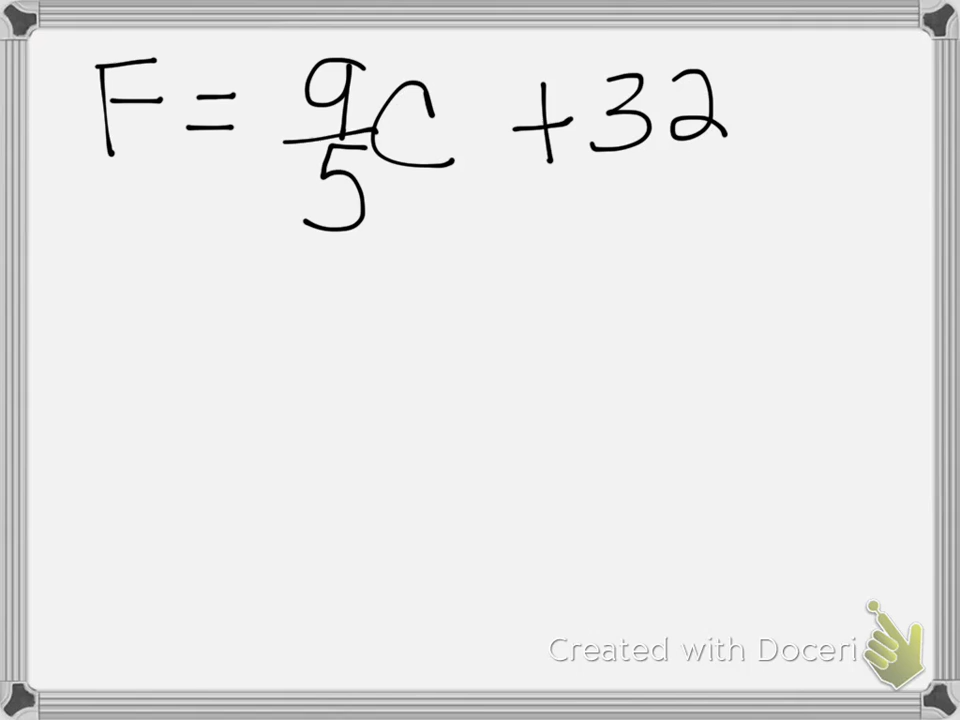 F = 9/5 C + 32
Created with Doceri